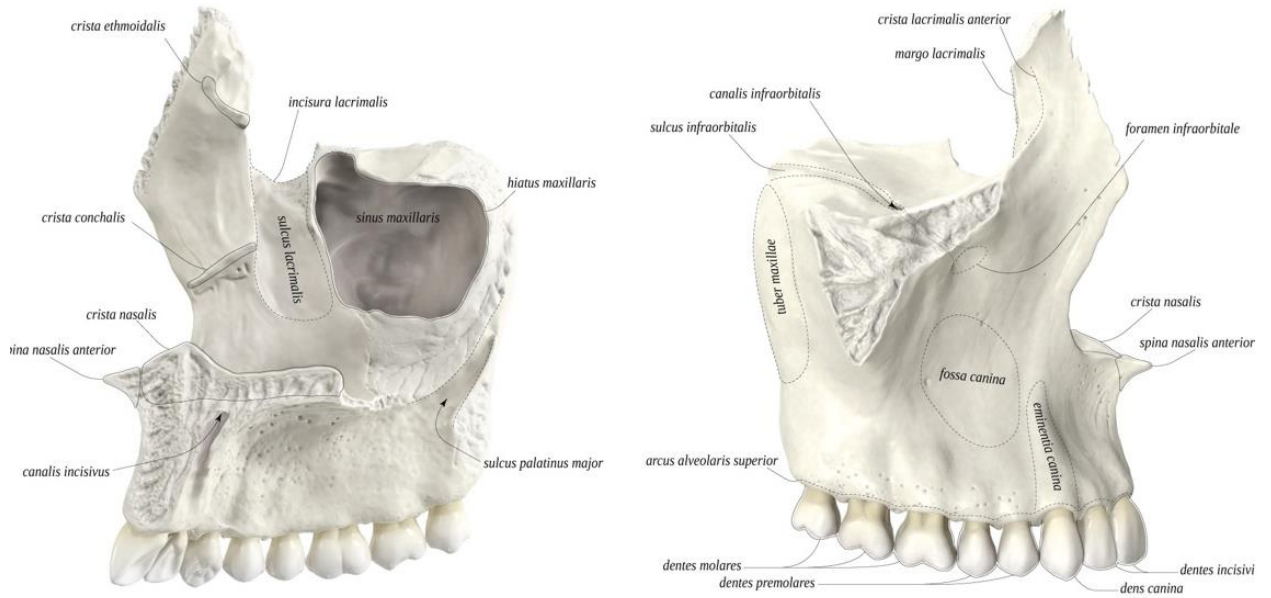 crista ethmoidalis
incisura lacrimalis
hiatus maxillaris
sinus maxillaris
crista conchalis
sulcus lacrimalis
crista nasalis
pina nasalis anterior
canalis incisivus
sulcus palatinus major
crista lacrimalis anterior
margo lacrimalis
canalis infraorbitalis
sulcus infraorbitalis
foramen infraorbitale
tuber maxillae
crista nasalis
spina nasalis anterior
fossa canina
eminentia canina
arcus alveolaris superior
dentes molares
dentes premolares
dentes incisivi
dens canina